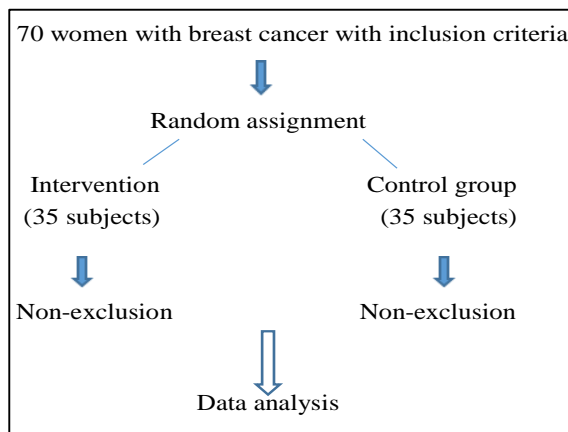 70 women with breast cancer with inclusion criteria
Random assignment
Intervention
(35 subjects)
Control group
(35 subjects)
Non-exclusion
Non-exclusion
Data analysis